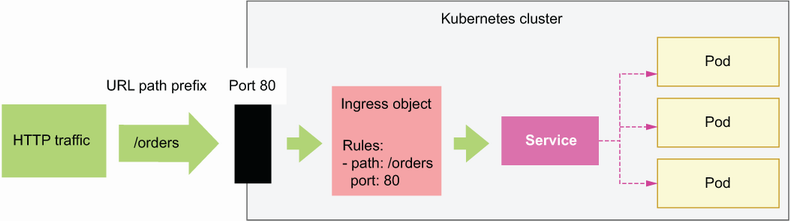 Kubernetes cluster
URL path prefix
Port 80
HTTP traffic
/orders
Ingress object
Rules:
- path: /orders
port: 80
Service
Pod
Pod
Pod